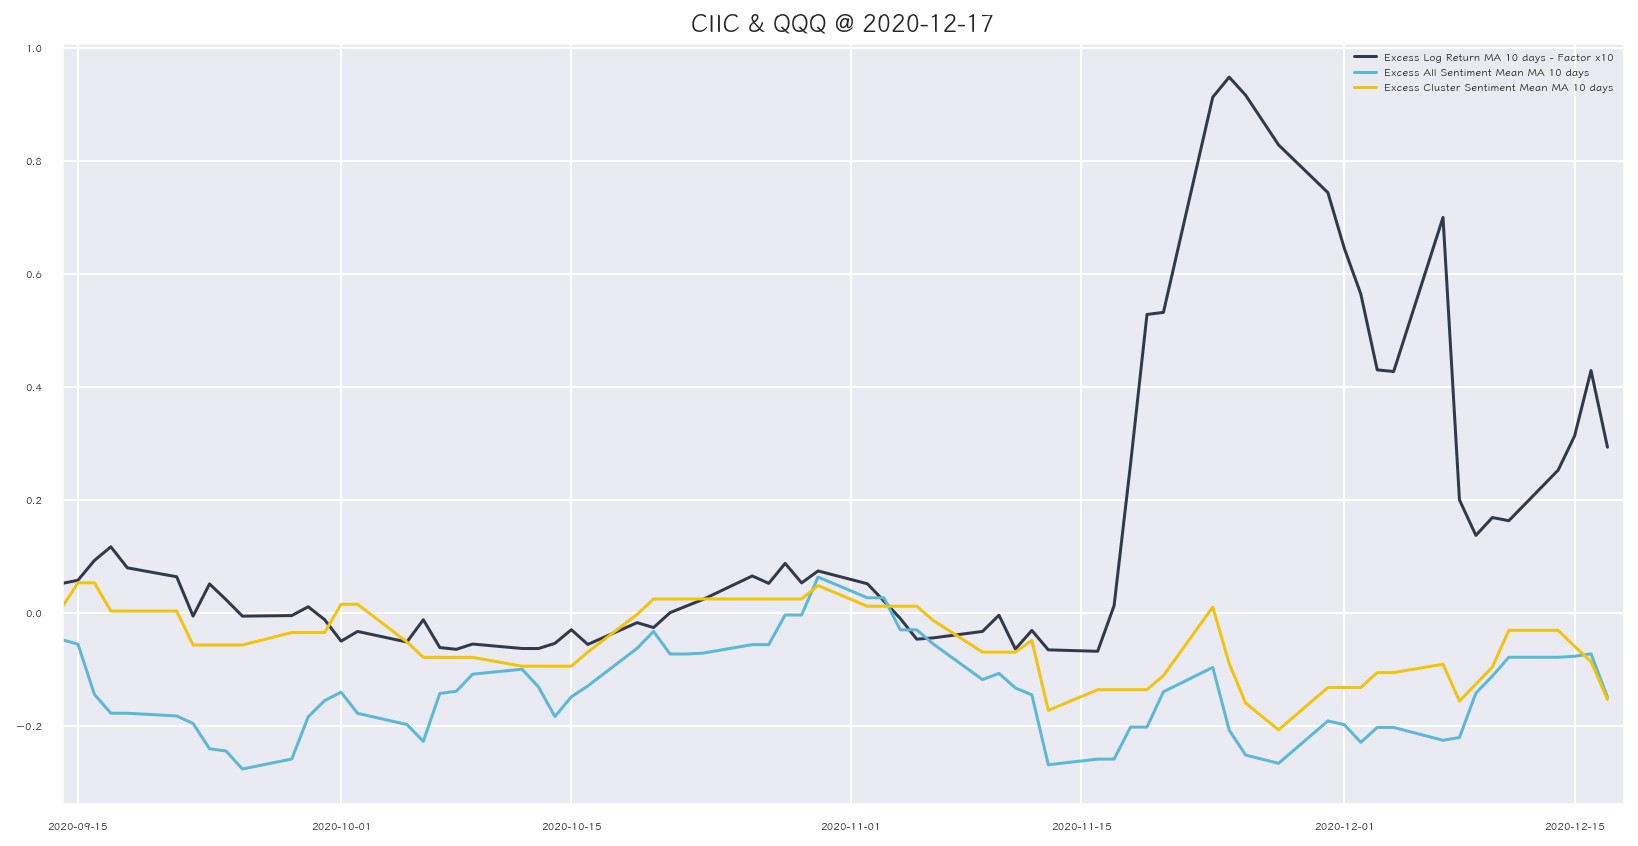 CIIC & QQQ @ 2020-12-17
1.0
Excess Log Return MA 10 days - Factor x10
Excess All Sentiment Mean MA 10 days
Excess Cluster Sentiment Mean MA 10 days
0.8
0.6
0.4
0.2
0.0
−0.2
2020-09-15 2020-10-01 2020-10-15 2020-11-01 2020-11-15 2020-12-01 2020-12-15